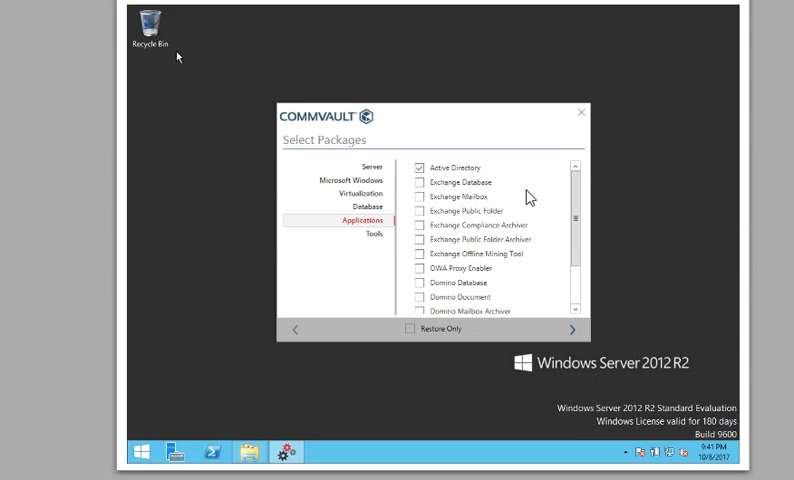 Recycle Bin
COMMVAULT
Select Packages
Server
Microsoft Windows
Virtualization
Database
Applications
Tools
Active Directory
Exchange Database
Exchange Mailbox
Exchange Public Folder
Exchange Compliance Archiver
Exchange Public Folder Archiver
Exchange Offline Mining Tool
OWA Proxy Enabler
Domino Database
Domino Document
Domino Mailbox Archiver
Restore Only
Windows Server 2012 R2
Windows Server 2012 R2 Standard Evaluation
Windows License valid for 180 days
Build 9600
9:41 PM
10/8/2017